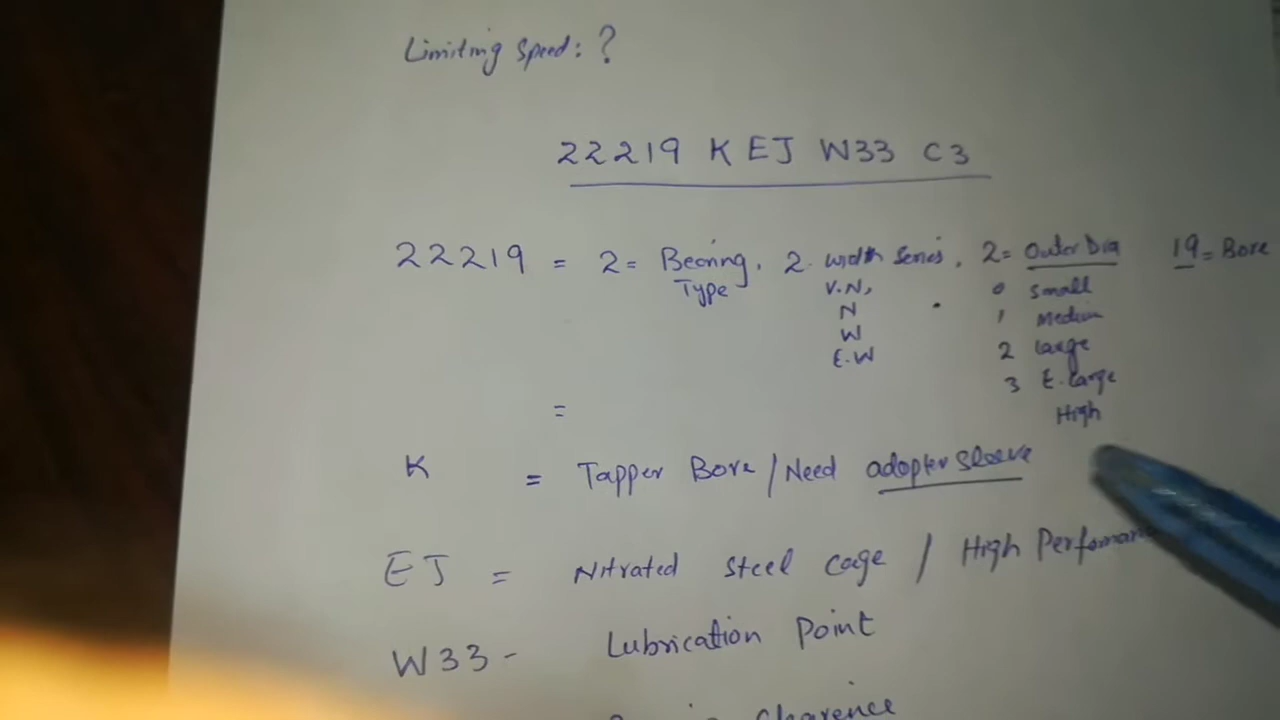 Limiting Speed: ?
22219 K EJ W33 C3
22219 = 2= Bearing Type, 2. width Series, 2= Outer Dia 19= Bore
V.N, 0 Small
N 1 Medium
W 2 Large
E.W 3 E.large
High
=
K = Tapper Bore / Need adopter Sleeve
EJ = Nitrated Steel cage / High Perfoman
W33 - Lubrication Point
Clarence